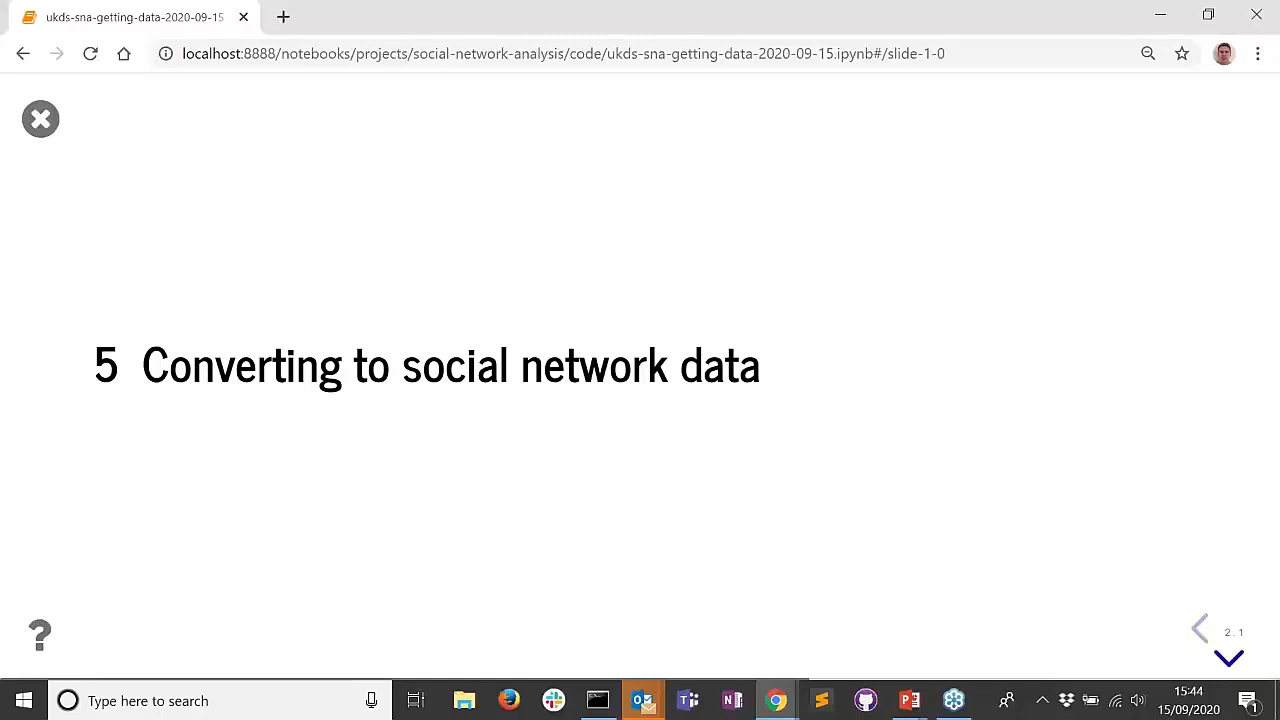 ukds-sna-getting-data-2020-09-15
localhost:8888/notebooks/projects/social-network-analysis/code/ukds-sna-getting-data-2020-09-15.ipynb#/slide-1-0
5 Converting to social network data
?
2.1
Type here to search
15:44
15/09/2020
1